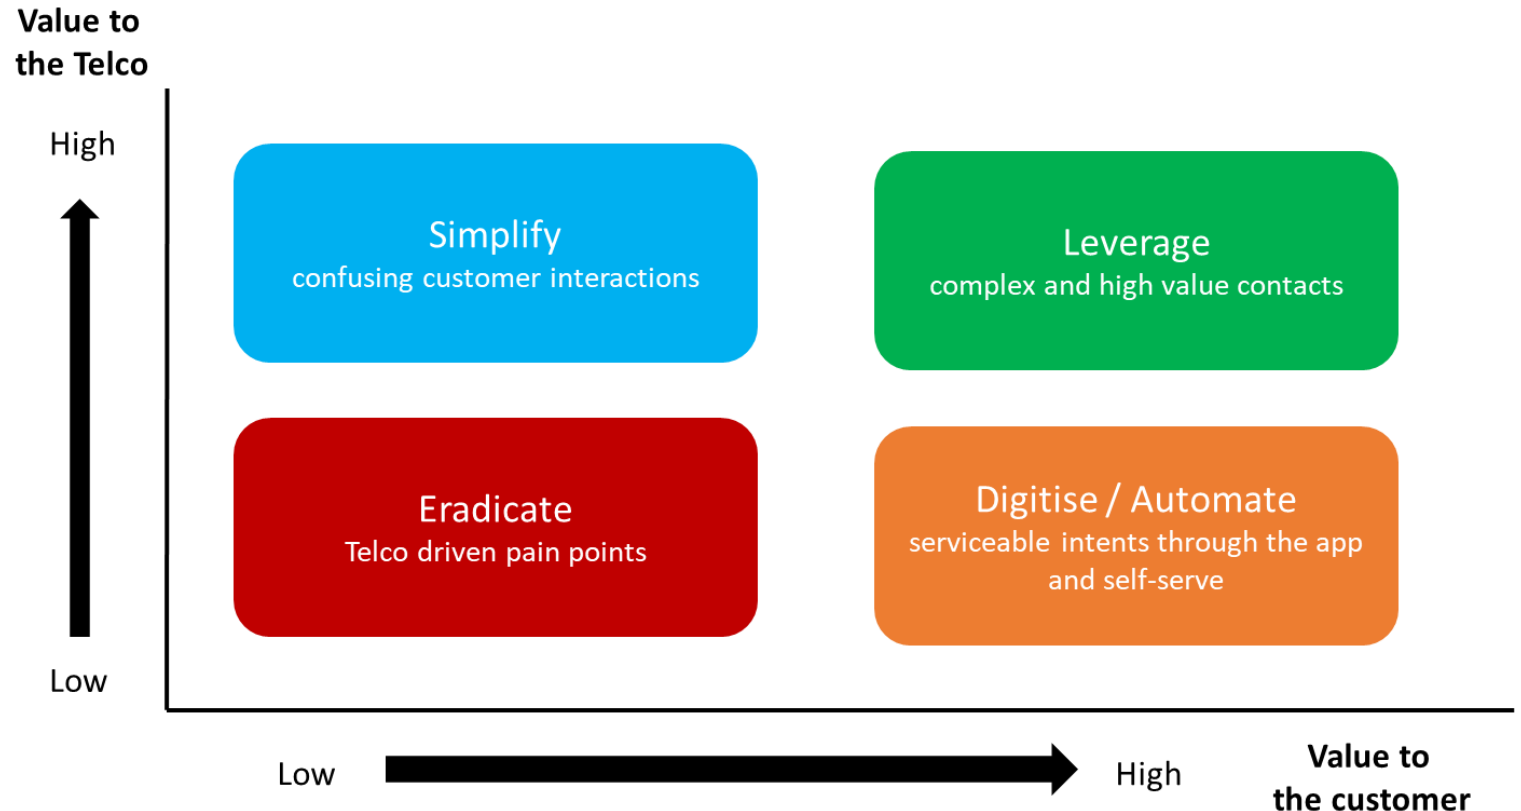 Value to
the Telco
High
Simplify
confusing customer interactions
Leverage
complex and high value contacts
Eradicate
Telco driven pain points
Digitise / Automate
serviceable intents through the app
and self-serve
Low
Low
High
Value to
the customer